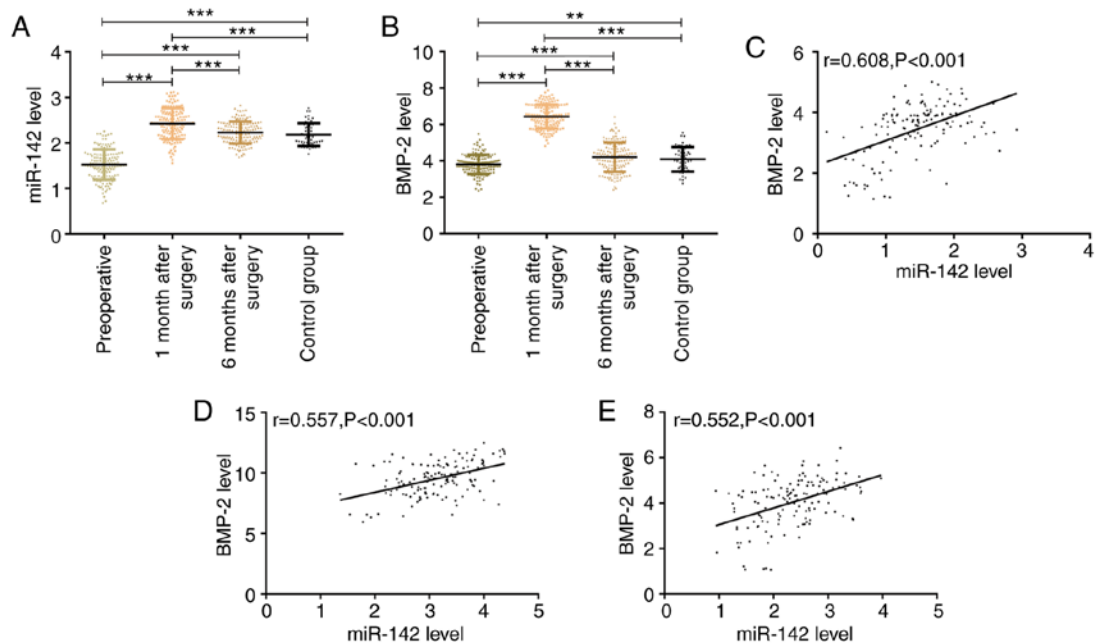 A
***
***
***
***
***
miR-142 level
4
3
2
1
0
Preoperative
1 month after
surgery
6 months after
surgery
Control group
B
**
***
***
***
***
BMP-2 level
10
8
6
4
2
0
Preoperative
1 month after
surgery
6 months after
surgery
Control group
C
r=0.608,P<0.001
BMP-2 level
6
4
2
0
0 1 2 3 4
miR-142 level
D
r=0.557,P<0.001
BMP-2 level
15
10
5
0
0 1 2 3 4 5
miR-142 level
E
r=0.552,P<0.001
BMP-2 level
8
6
4
2
0
0 1 2 3 4 5
miR-142 level